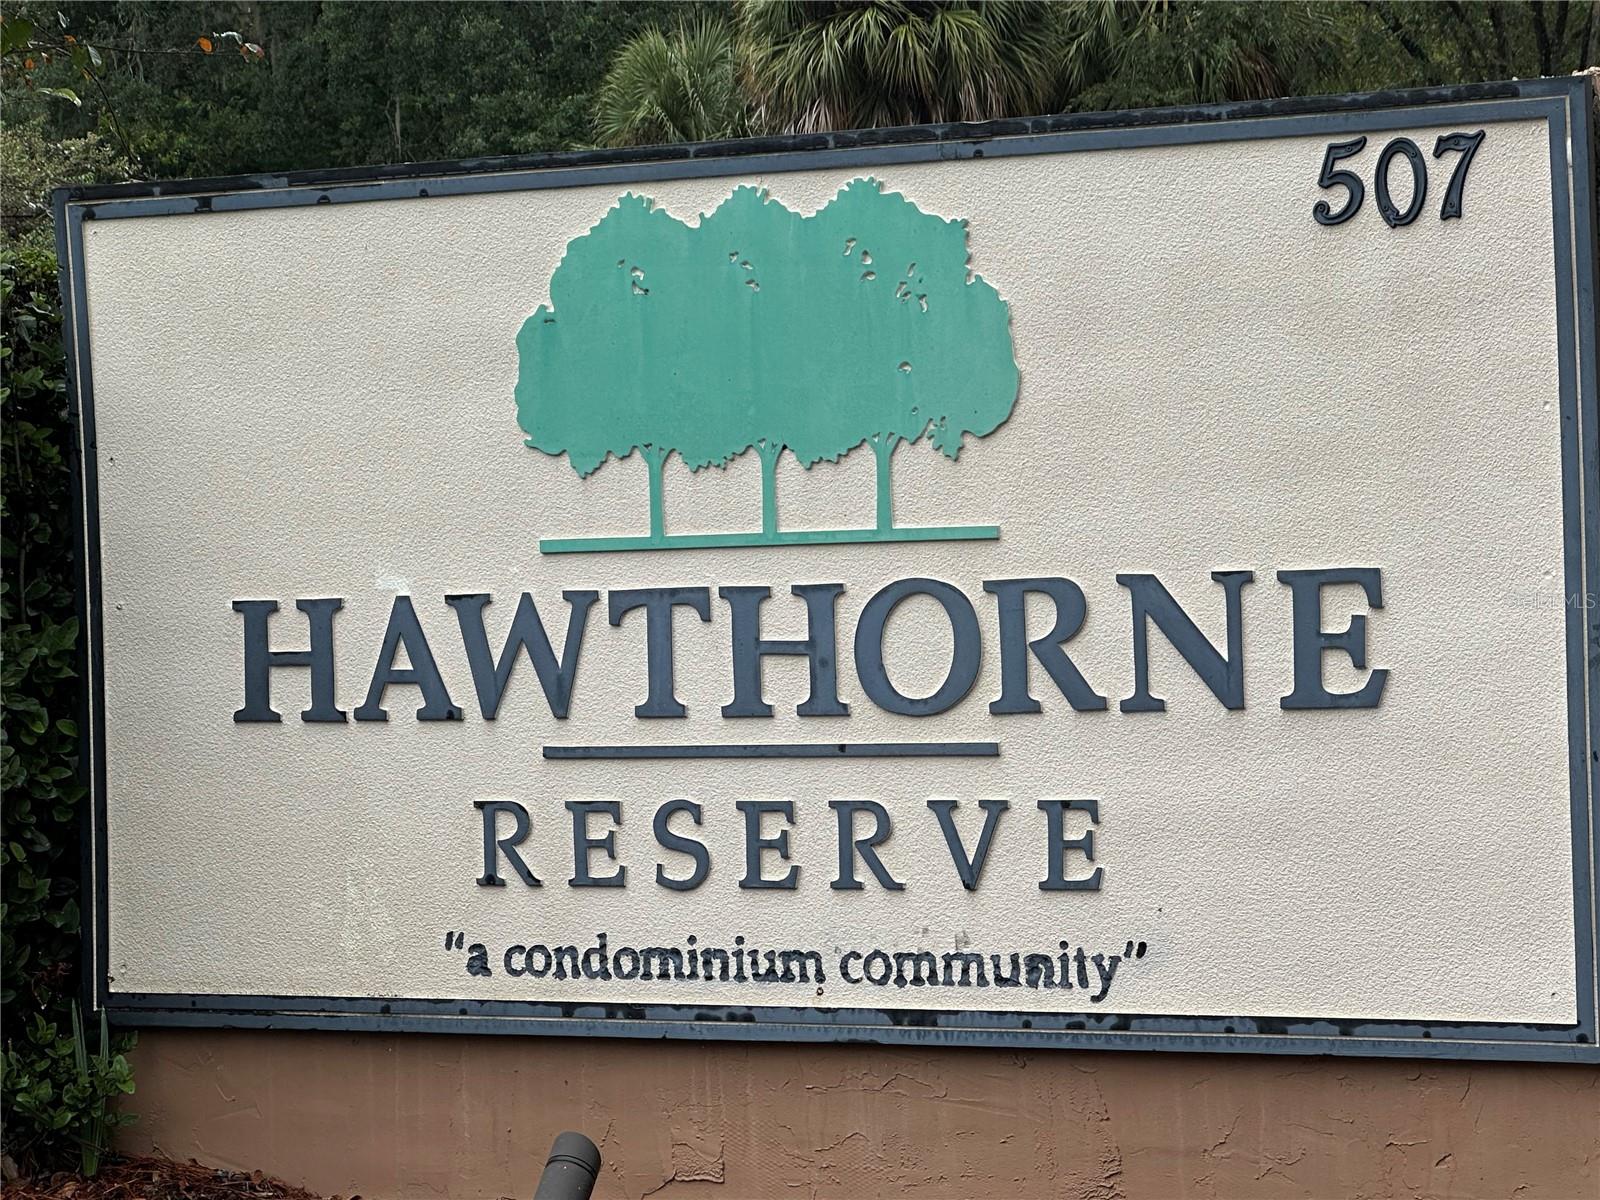 507
HAWTHORNE
RESERVE
"a condominium community"